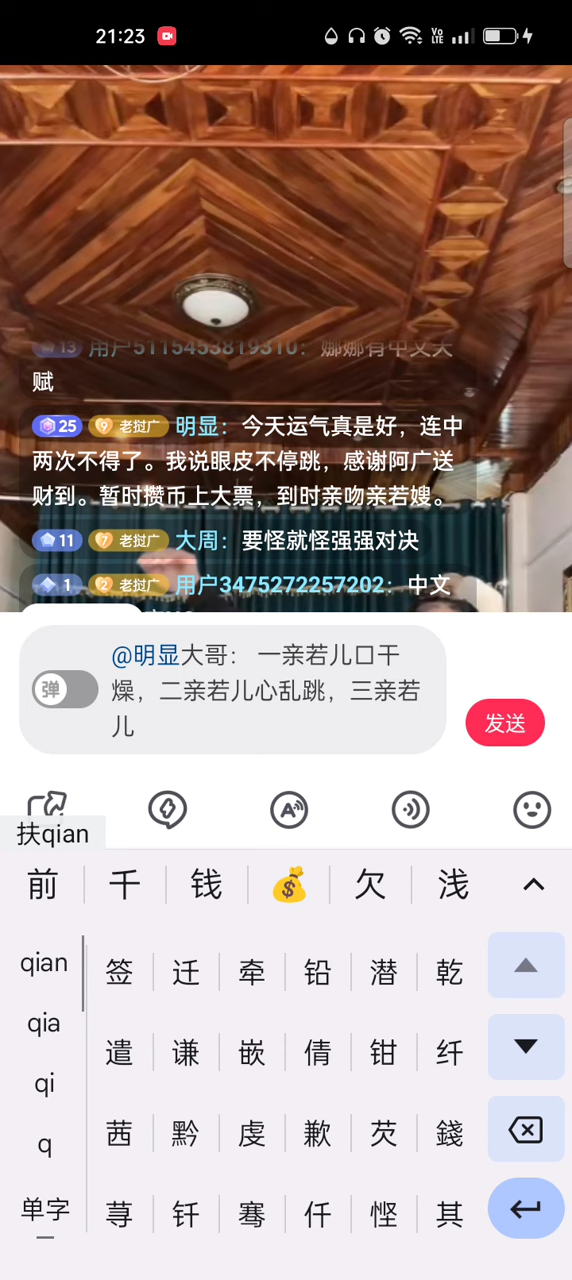 21:23
Vo LTE
13 用户5115453819310：娜娜有中文天
赋
25 9 老挝广 明显：今天运气真是好，连中
两次不得了。我说眼皮不停跳，感谢阿广送
财到。暂时攒币上大票，到时亲吻亲若嫂。
11 7 老挝广 大周：要怪就怪强强对决
1 2 老挝广 用户3475272257202：中文
弹 @明显大哥： 一亲若儿口干
燥，二亲若儿心乱跳，三亲若
儿
发送
扶qian
前 千 钱 欠 浅
qian 签 迁 牵 铅 潜 乾
qia
遣 谦 嵌 倩 钳 纤
qi
q 茜 黔 虔 歉 芡 錢
单字 荨 钎 骞 仟 悭 其